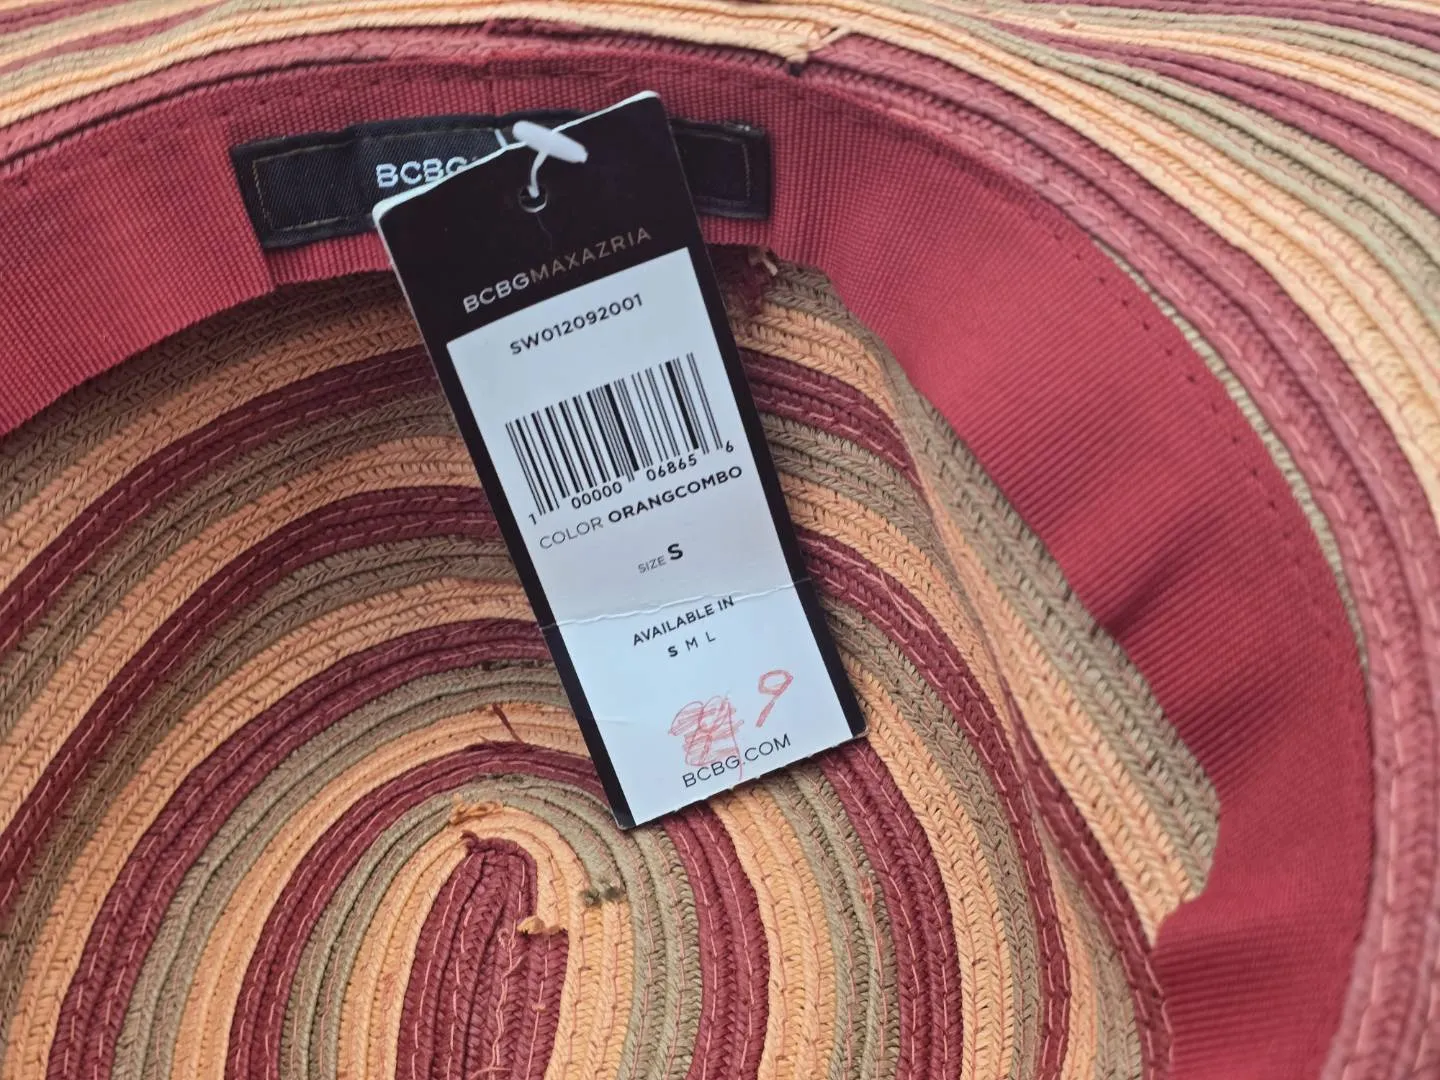 BCBG
BCBGMAXAZRIA
SW012092001
1 00000 06865 6
COLOR ORANGCOMBO
SIZE S
AVAILABLE IN
S M L
9
BCBG.COM